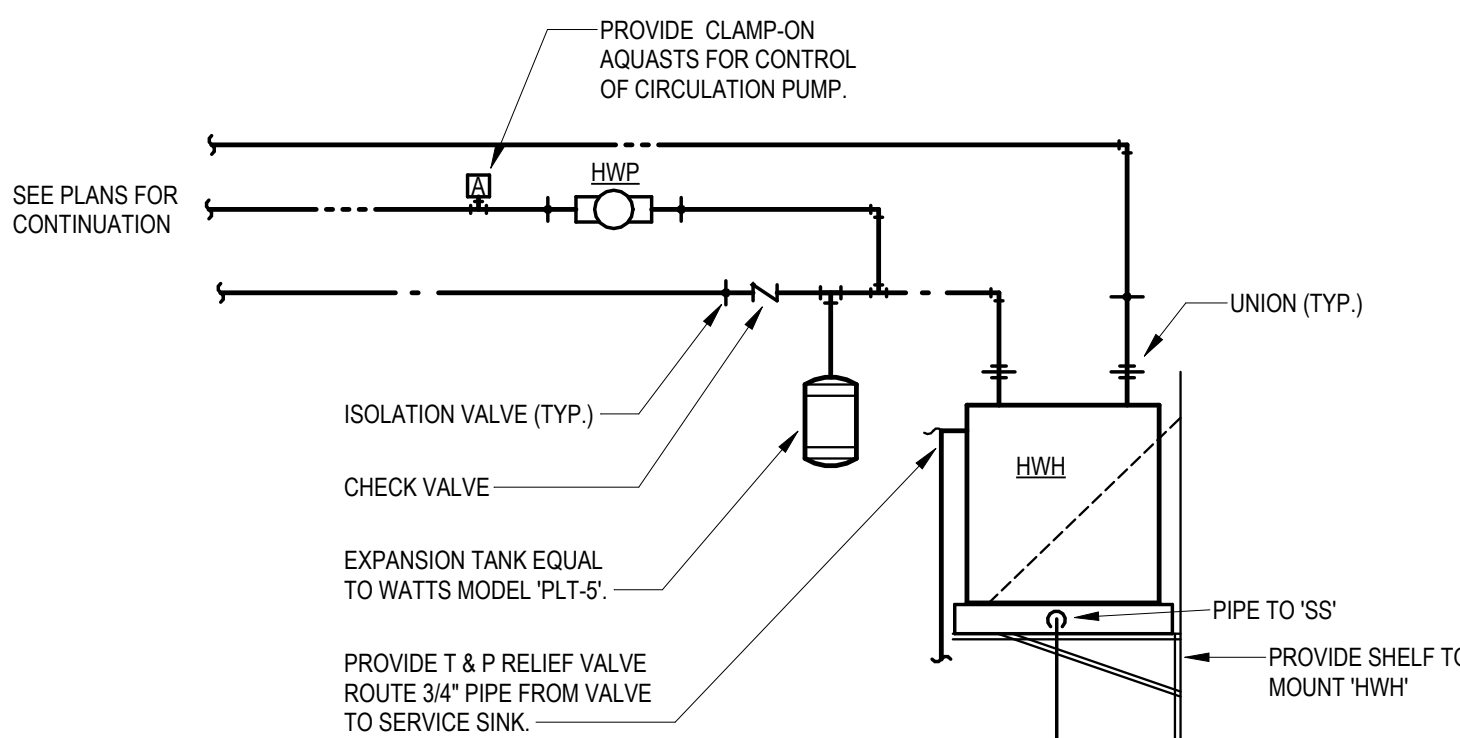 PROVIDE CLAMP-ON
AQUASTS FOR CONTROL
OF CIRCULATION PUMP.
SEE PLANS FOR
CONTINUATION
A
HWP
UNION (TYP.)
ISOLATION VALVE (TYP.)
CHECK VALVE
EXPANSION TANK EQUAL
TO WATTS MODEL 'PLT-5'.
PROVIDE T & P RELIEF VALVE
ROUTE 3/4" PIPE FROM VALVE
TO SERVICE SINK.
HWH
PIPE TO 'SS'
PROVIDE SHELF TO
MOUNT 'HWH'